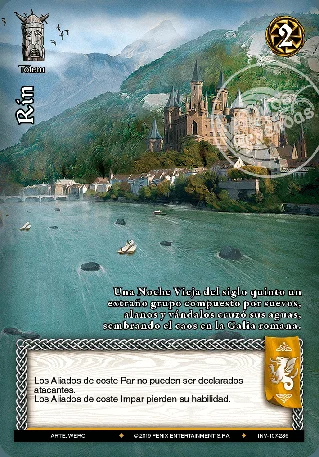 2
Tótem
Rin
Una Noche Vieja del siglo quinto un
extraño grupo compuesto por suevos,
alanos y vándalos cruzó sus aguas,
sembrando el caos en la Galia romana.
Los Aliados de coste Par no pueden ser declarados
atacantes.
Los Aliados de coste Impar pierden su habilidad.
ARTE: WERC
©2019 FENIX ENTERTAINMENT S.P.A